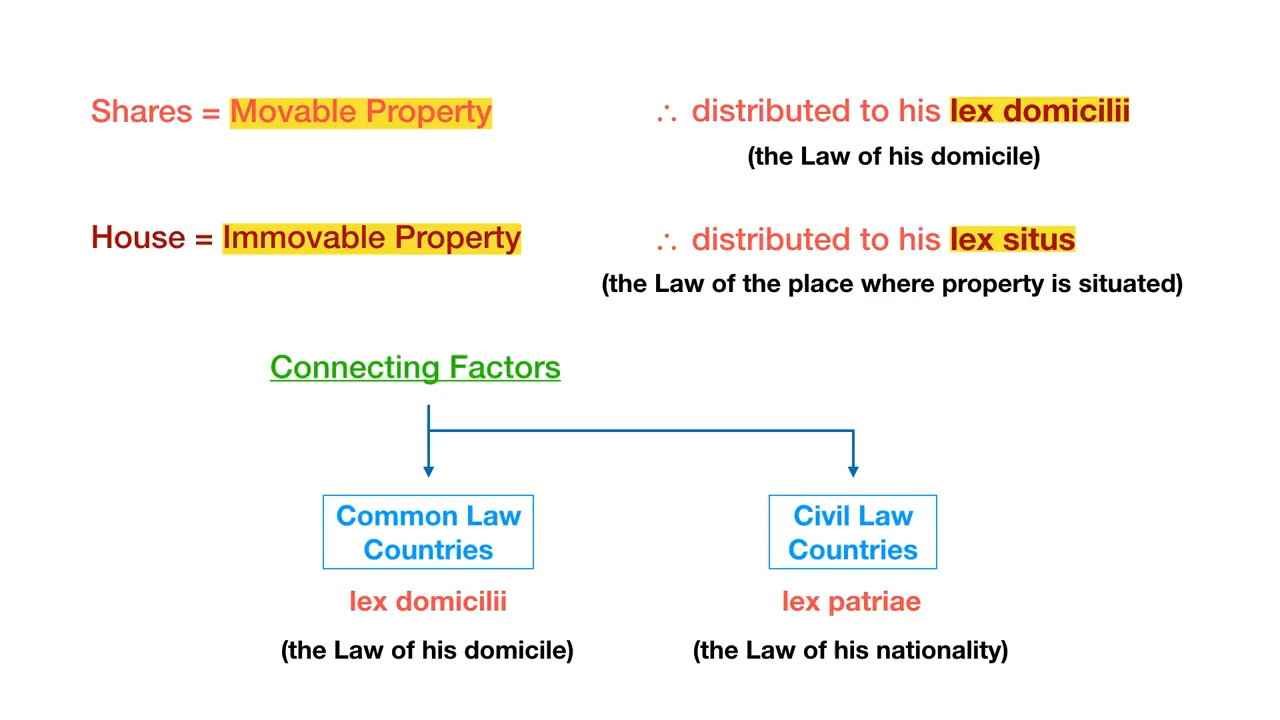 Shares = Movable Property
∴ distributed to his lex domicilii
(the Law of his domicile)
House = Immovable Property
∴ distributed to his lex situs
(the Law of the place where property is situated)
Connecting Factors
Common Law
Countries
lex domicilii
(the Law of his domicile)
Civil Law
Countries
lex patriae
(the Law of his nationality)